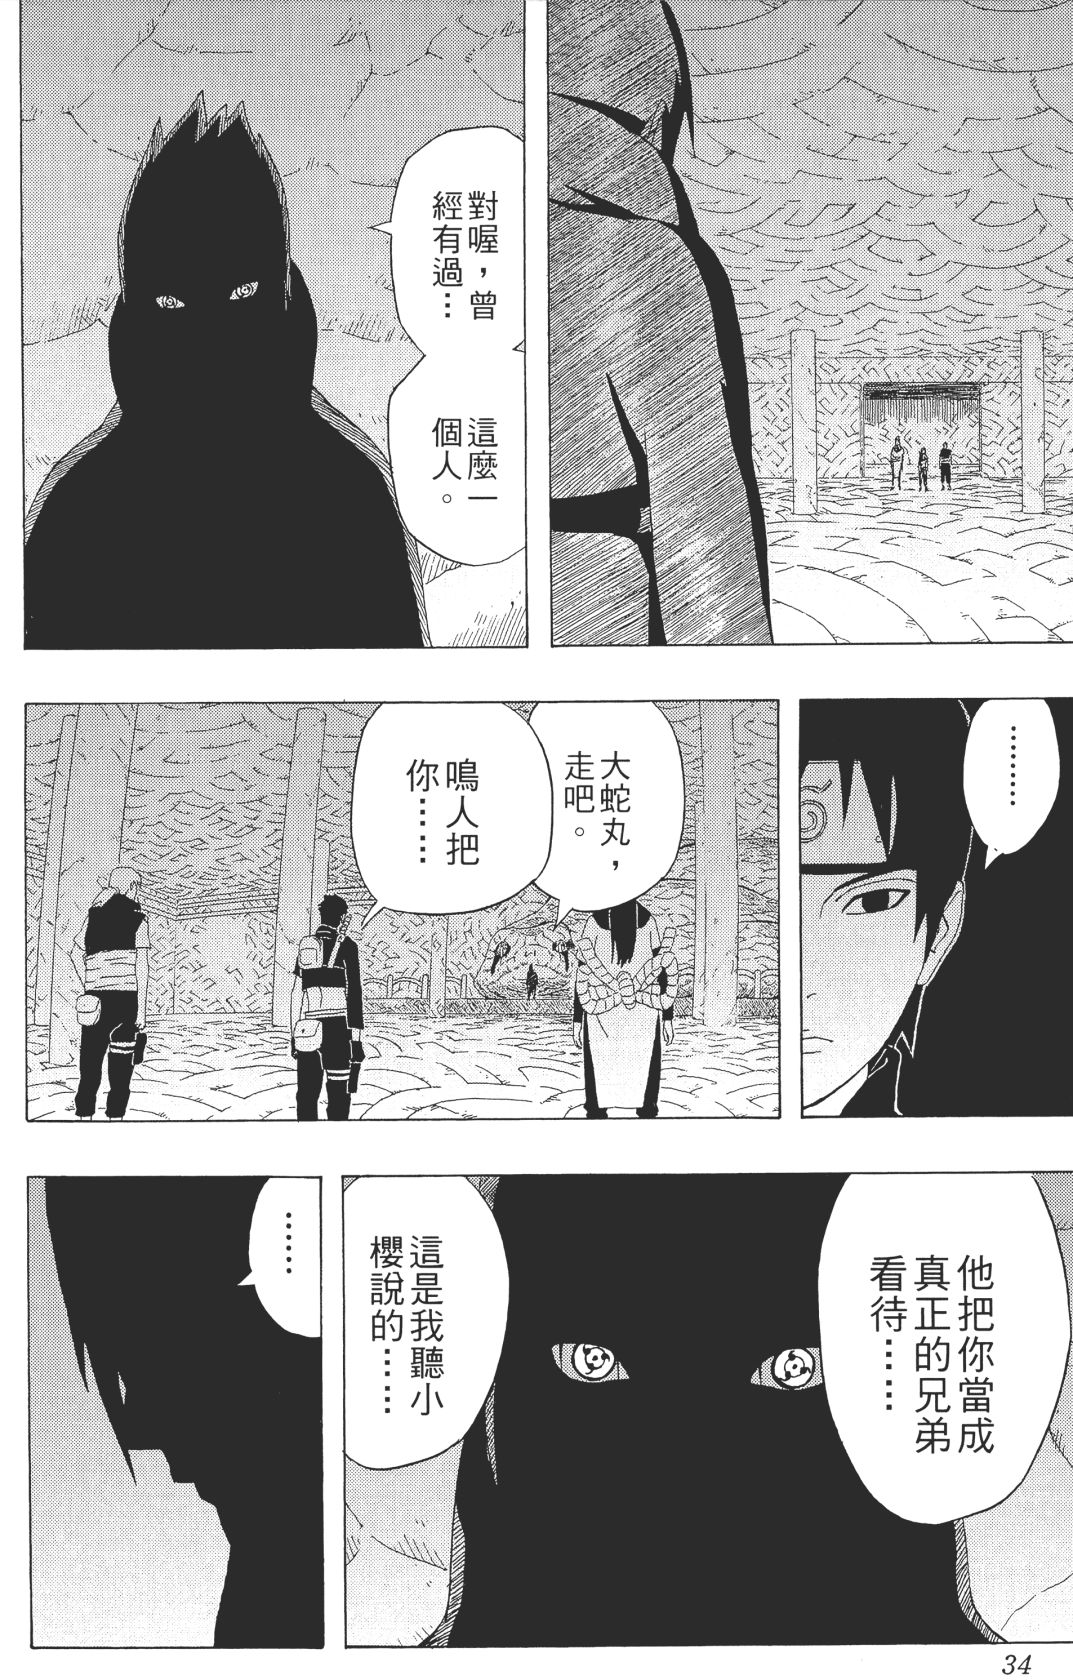 對喔，曾
經有過…
這麼一
個人。
………
大蛇丸，
走吧。
鳴人把
你……
他把你當成
真正的兄弟
看待……
這是我聽小
櫻說的……
……
34